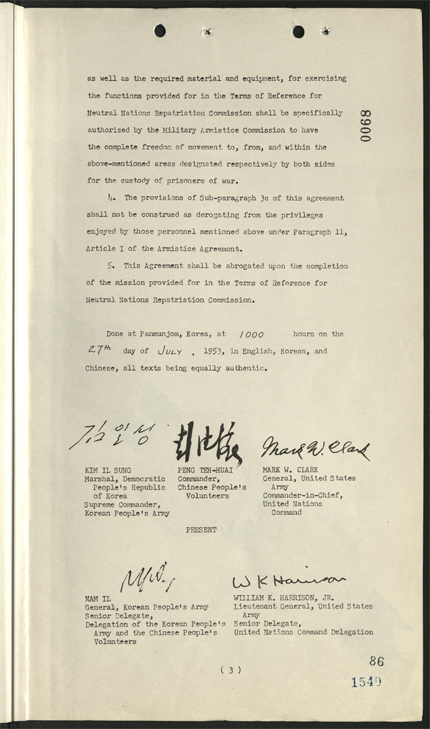 as well as the required material and equipment, for exercising
the functions provided for in the Terms of Reference for
Neutral Nations Repatriation Commission shall be specifically
authorized by the Military Armistice Commission to have
the complete freedom of movement to, from, and within the
above-mentioned areas designated respectively by both sides
for the custody of prisoners of war.
0068
4. The provisions of Sub-paragraph 3c of this agreement
shall not be construed as derogating from the privileges
enjoyed by those personnel mentioned above under Paragraph 11,
Article I of the Armistice Agreement.
5. This Agreement shall be abrogated upon the completion
of the mission provided for in the Terms of Reference for
Neutral Nations Repatriation Commission.
Done at Panmunjom, Korea, at 1000 hours on the
27th day of JULY, 1953, in English, Korean, and
Chinese, all texts being equally authentic.
김일성 Mark W. Clark
KIM IL SUNG
Marshal, Democratic
People's Republic
of Korea
Supreme Commander,
Korean People's Army
PENG TEH-HUAI
Commander,
Chinese People's
Volunteers
MARK W. CLARK
General, United States
Army
Commander-in-Chief,
United Nations
Command
PRESENT
W K Harrison
NAM IL
General, Korean People's Army
Senior Delegate,
Delegation of the Korean People's
Army and the Chinese People's
Volunteers
WILLIAM K. HARRISON, JR.
Lieutenant General, United States
Army
Senior Delegate,
United Nations Command Delegation
(3)
86
1540